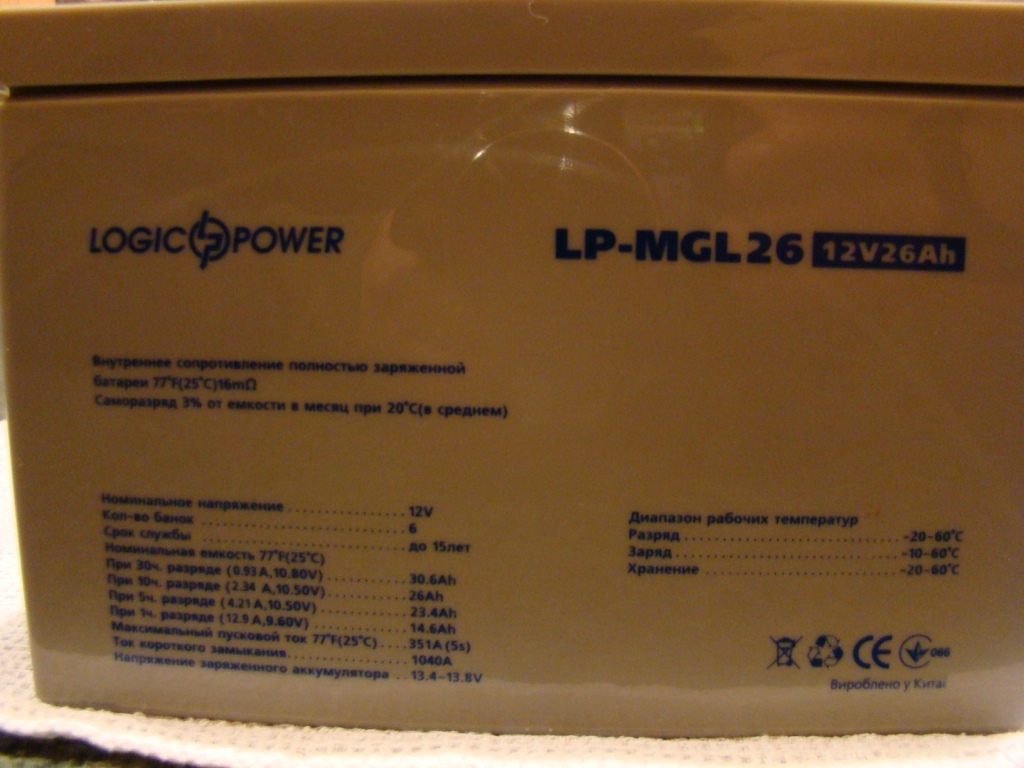 LOGIC LP POWER
LP-MGL26 12V26Ah
Внутреннее сопротивление полностью заряженной
батареи 77°F(25°C)16mΩ
Саморазряд 3% от емкости в месяц при 20°C(в среднем)
Номинальное напряжение ................ 12V
Кол-во банок ................ 6
Срок службы ................ до 15лет
Номинальная емкость 77°F(25°C)
При 30ч. разряде (0.93 A,10.80V) ............ 30.6Ah
При 10ч. разряде (2.34 A,10.50V) ............ 26Ah
При 5ч. разряде (4.21 A,10.50V) ............ 23.4Ah
При 1ч. разряде (12.9 A,9.60V) ............ 14.6Ah
Максимальный пусковой ток 77°F(25°C).... 351A (5s)
Ток короткого замыкания.................. 1040A
Напряжение заряженного аккумулятора .. 13.4-13.8V
Диапазон рабочих температур
Разряд ................................ -20-60°C
Заряд ................................ -10-60°C
Хранение ............................ -20-60°C
CE 066
Вироблено у Китаї